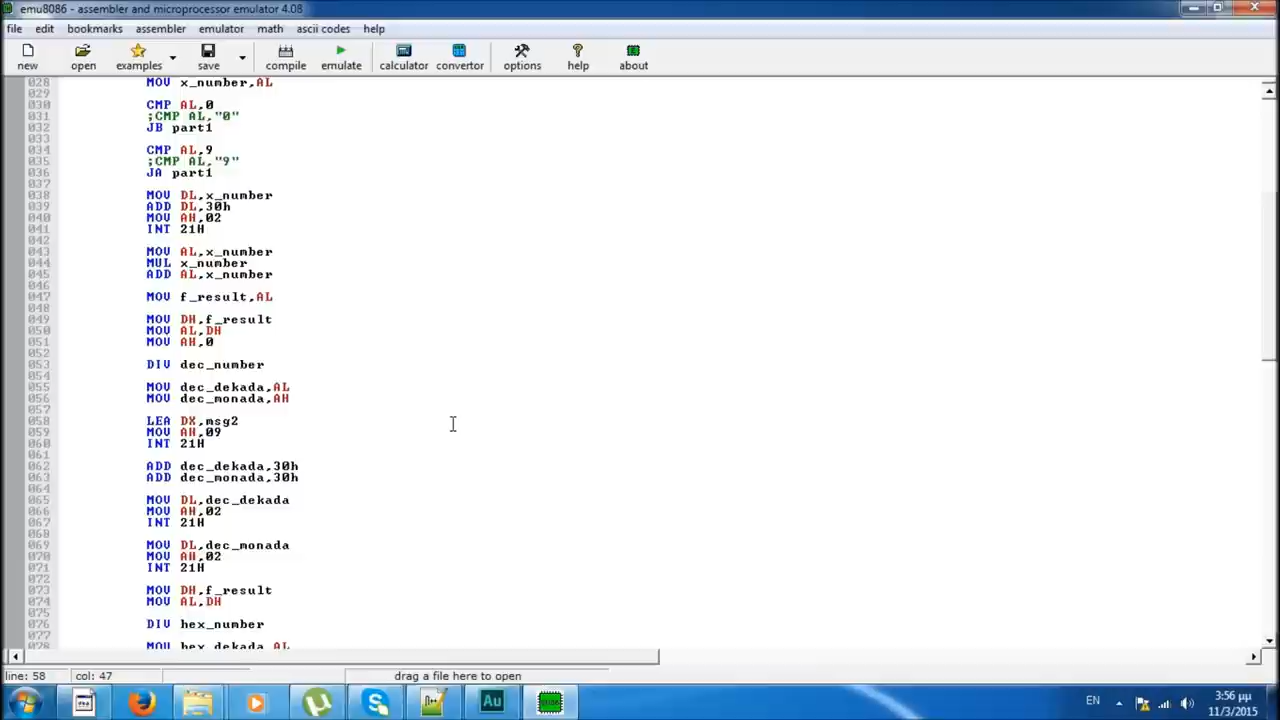 emu8086 - assembler and microprocessor emulator 4.08
file edit bookmarks assembler emulator math ascii codes help
new open examples save compile emulate calculator convertor options help about
028 MOV x_number,AL
029
030 CMP AL,0
031 ;CMP AL,"0"
032 JB part1
033
034 CMP AL,9
035 ;CMP AL,"9"
036 JA part1
037
038 MOV DL,x_number
039 ADD DL,30h
040 MOV AH,02
041 INT 21H
042
043 MOV AL,x_number
044 MUL x_number
045 ADD AL,x_number
046
047 MOV f_result,AL
048
049 MOV DH,f_result
050 MOV AL,DH
051 MOV AH,0
052
053 DIV dec_number
054
055 MOV dec_dekada,AL
056 MOV dec_monada,AH
057
058 LEA DX,msg2
059 MOV AH,09
060 INT 21H
061
062 ADD dec_dekada,30h
063 ADD dec_monada,30h
064
065 MOV DL,dec_dekada
066 MOV AH,02
067 INT 21H
068
069 MOV DL,dec_monada
070 MOV AH,02
071 INT 21H
072
073 MOV DH,f_result
074 MOV AL,DH
075
076 DIV hex_number
077
078 MOV hex_dekada,AL
line: 58 col: 47 drag a file here to open
Au
EN
3:56 μμ
11/3/2015